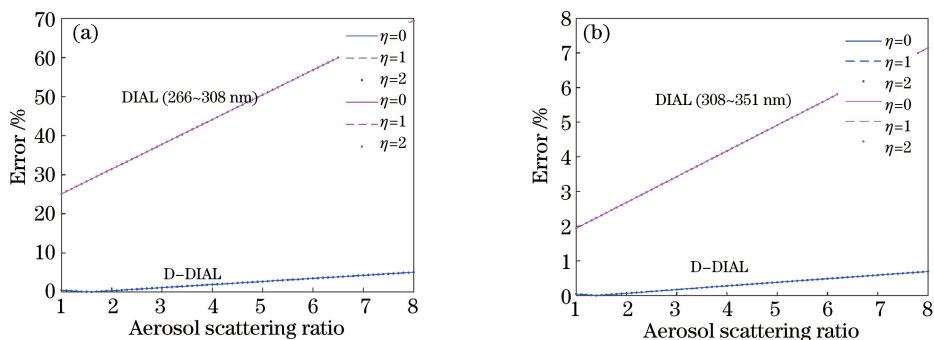 (a)
70
60
50
40
30
20
10
0
Error /%
DIAL (266~308 nm)
D-DIAL
η=0
η=1
η=2
η=0
η=1
η=2
1 2 3 4 5 6 7 8
Aerosol scattering ratio
(b)
8
7
6
5
4
3
2
1
0
Error /%
DIAL (308~351 nm)
D-DIAL
η=0
η=1
η=2
η=0
η=1
η=2
1 2 3 4 5 6 7 8
Aerosol scattering ratio